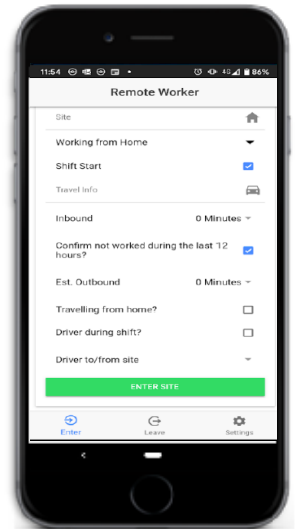 11:54 4G 86%
Remote Worker
Site
Working from Home
Shift Start
Travel Info
Inbound 0 Minutes
Confirm not worked during the last 12
hours?
Est. Outbound 0 Minutes
Travelling from home?
Driver during shift?
Driver to/from site
ENTER SITE
Enter Leave Settings